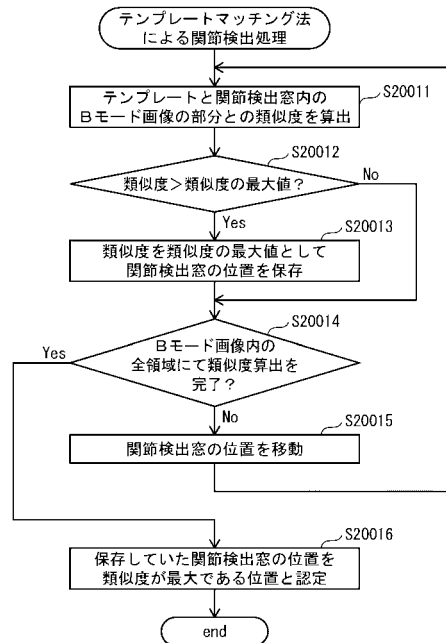 テンプレートマッチング法
による関節検出処理
S20011
テンプレートと関節検出窓内の
Bモード画像の部分との類似度を算出
S20012
類似度＞類似度の最大値？
No
Yes
S20013
類似度を類似度の最大値として
関節検出窓の位置を保存
S20014
Yes
Bモード画像内の
全領域にて類似度算出を
完了？
No
S20015
関節検出窓の位置を移動
S20016
保存していた関節検出窓の位置を
類似度が最大である位置と認定
end